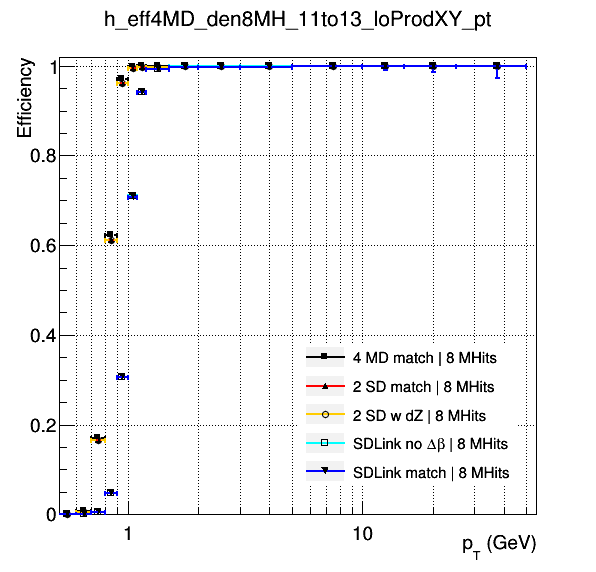 h_eff4MD_den8MH_11to13_loProdXY_pt
Efficiency
1
0.8
0.6
0.4
0.2
0
4 MD match | 8 MHits
2 SD match | 8 MHits
2 SD w dZ | 8 MHits
SDLink no Δβ | 8 MHits
SDLink match | 8 MHits
1
10
p_T (GeV)